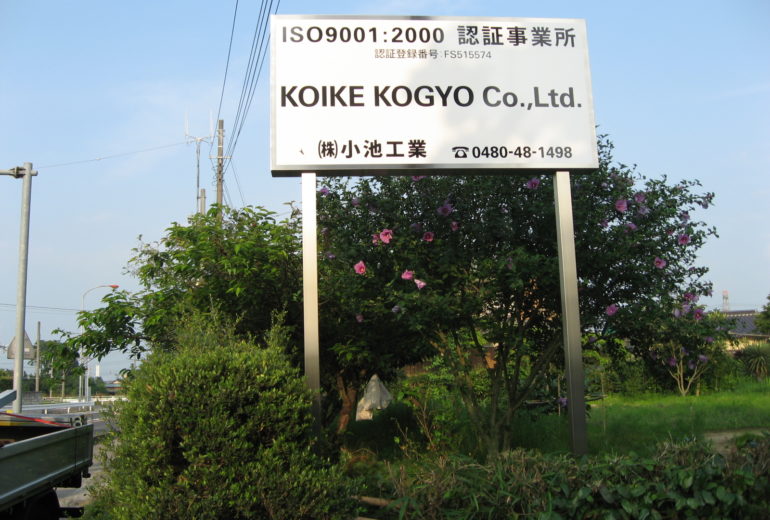 ISO9001:2000 認証事業所
認証登録番号:FS515574
KOIKE KOGYO Co.,Ltd.
㈱小池工業 ☎0480-48-1498